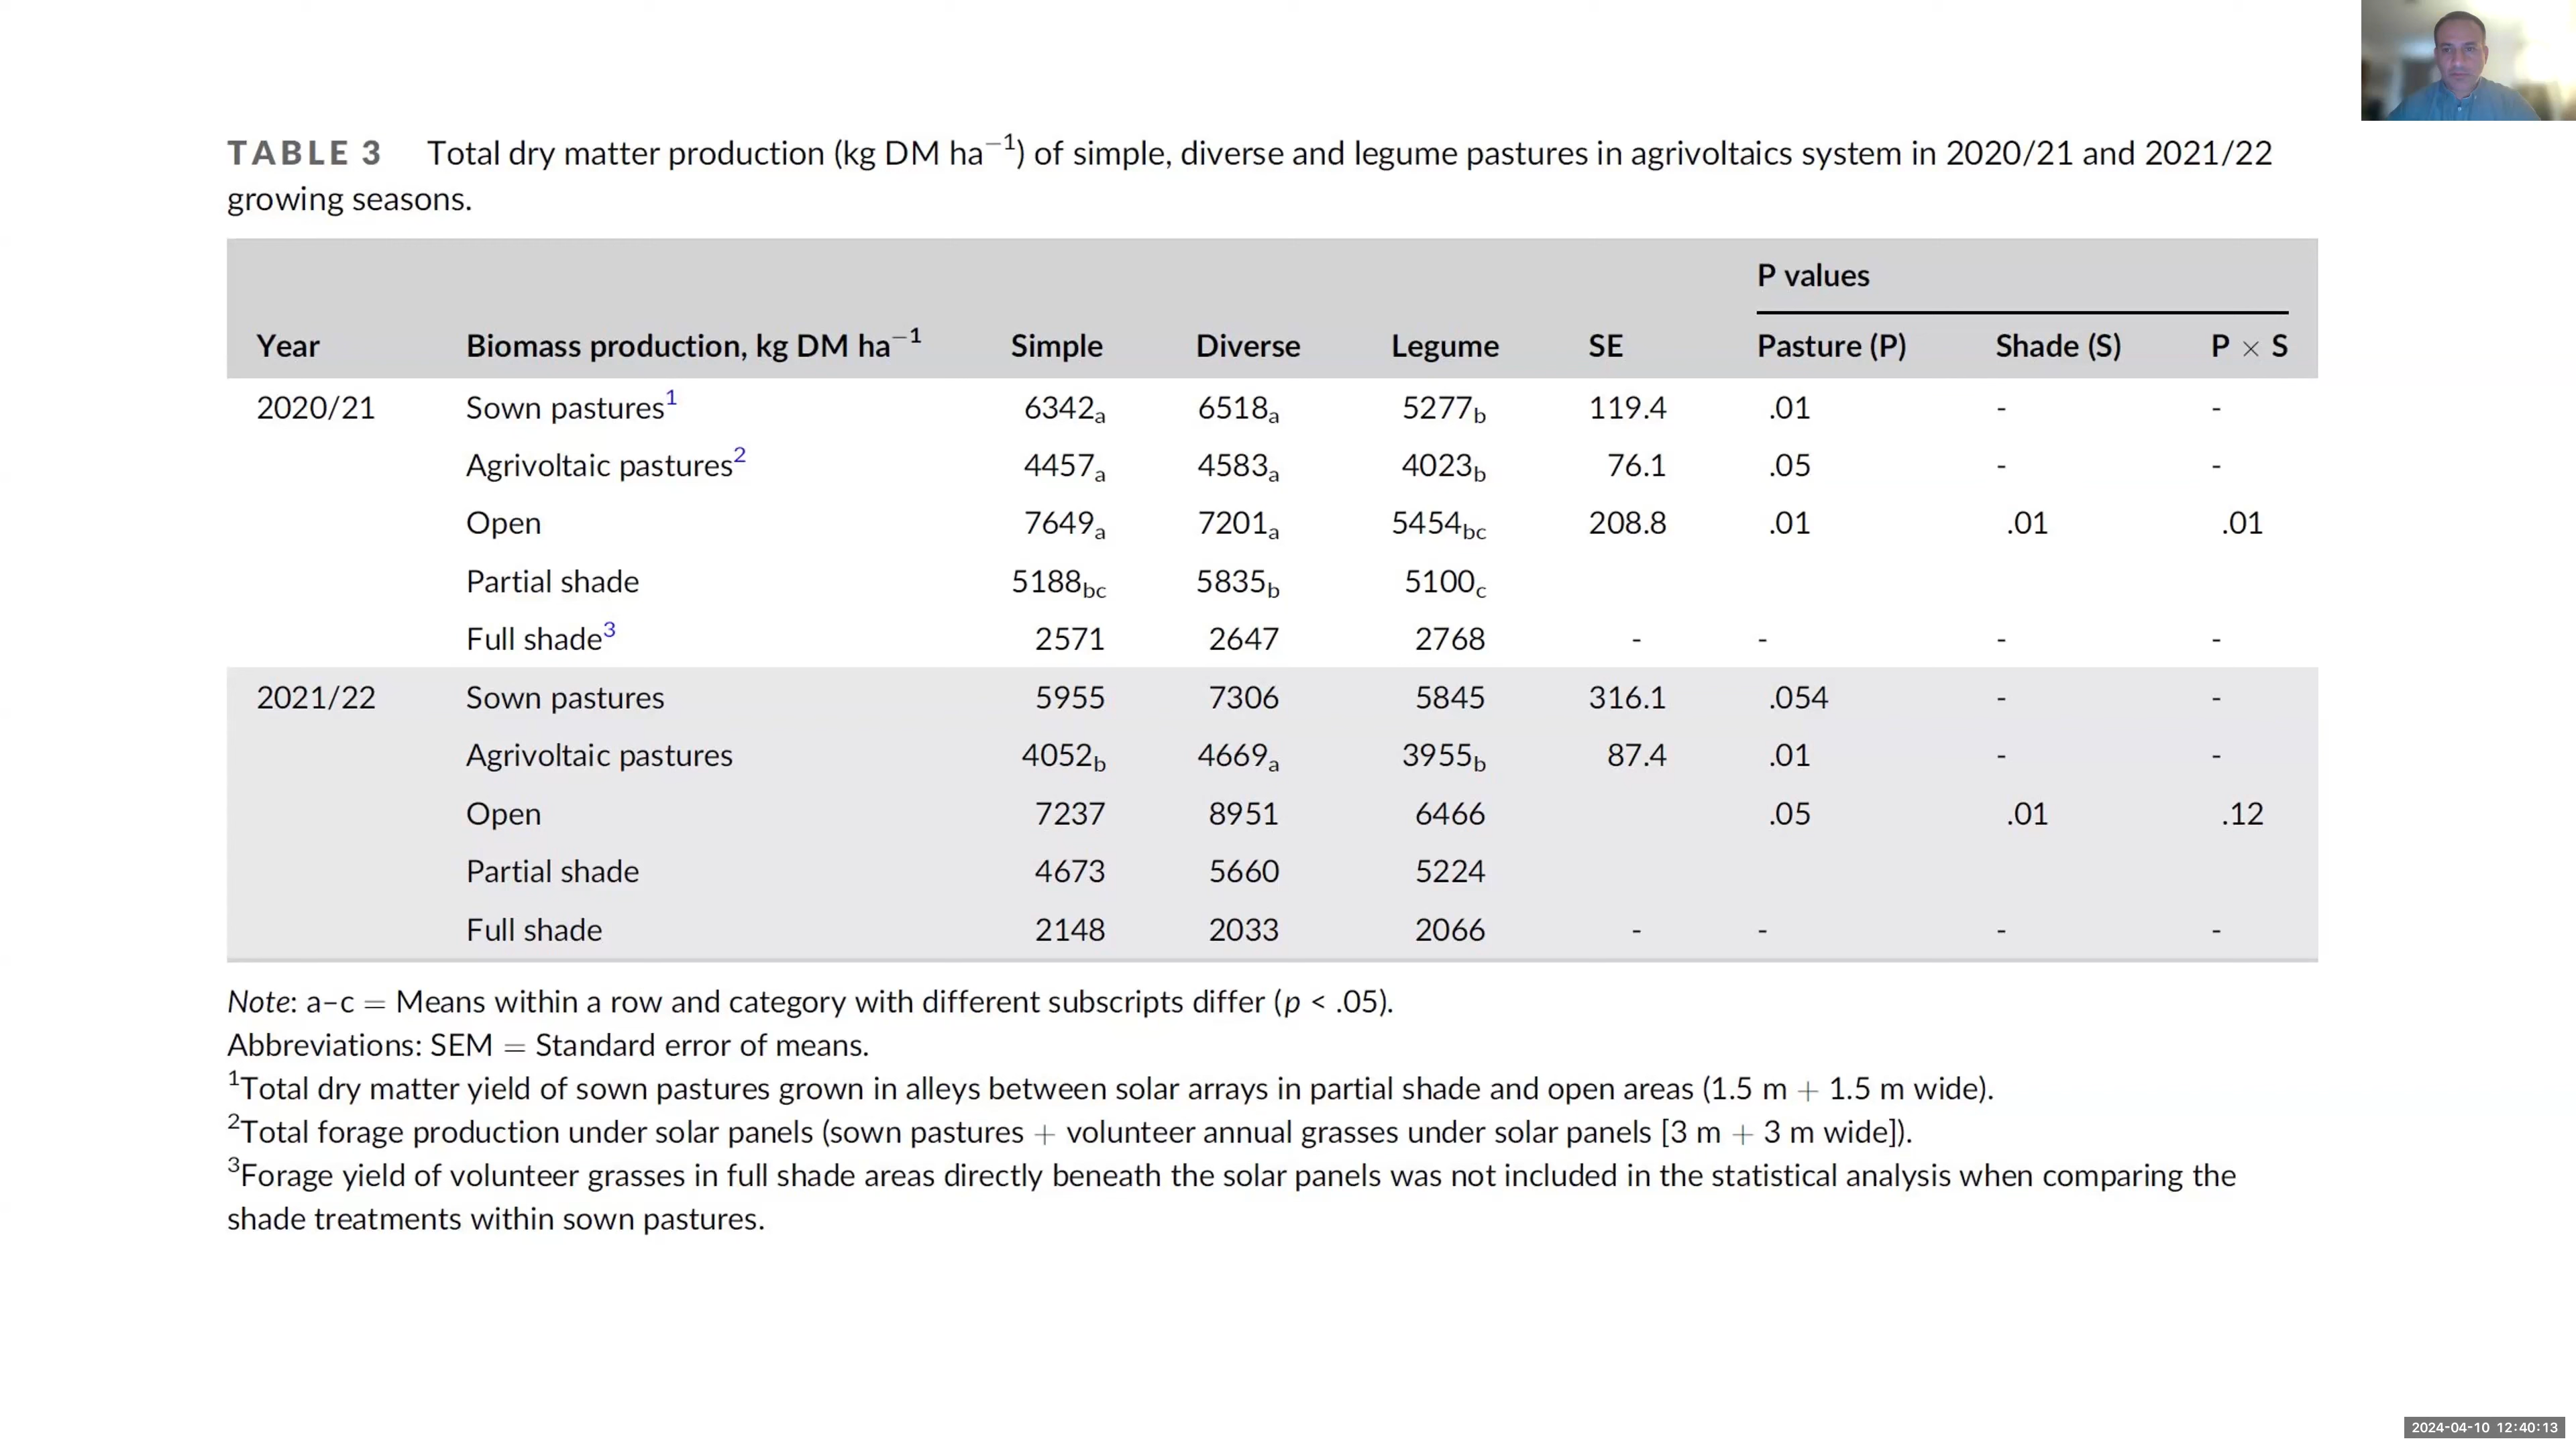 TABLE 3 Total dry matter production (kg DM ha⁻¹) of simple, diverse and legume pastures in agrivoltaics system in 2020/21 and 2021/22
growing seasons.
P values
Year Biomass production, kg DM ha⁻¹ Simple Diverse Legume SE Pasture (P) Shade (S) P × S
2020/21 Sown pastures¹ 6342a 6518a 5277b 119.4 .01 - -
Agrivoltaic pastures² 4457a 4583a 4023b 76.1 .05 - -
Open 7649a 7201a 5454bc 208.8 .01 .01 .01
Partial shade 5188bc 5835b 5100c
Full shade³ 2571 2647 2768 - - - -
2021/22 Sown pastures 5955 7306 5845 316.1 .054 - -
Agrivoltaic pastures 4052b 4669a 3955b 87.4 .01 - -
Open 7237 8951 6466 .05 .01 .12
Partial shade 4673 5660 5224
Full shade 2148 2033 2066 - - - -
Note: a–c = Means within a row and category with different subscripts differ (p < .05).
Abbreviations: SEM = Standard error of means.
¹Total dry matter yield of sown pastures grown in alleys between solar arrays in partial shade and open areas (1.5 m + 1.5 m wide).
²Total forage production under solar panels (sown pastures + volunteer annual grasses under solar panels [3 m + 3 m wide]).
³Forage yield of volunteer grasses in full shade areas directly beneath the solar panels was not included in the statistical analysis when comparing the
shade treatments within sown pastures.
2024-04-10 12:40:13